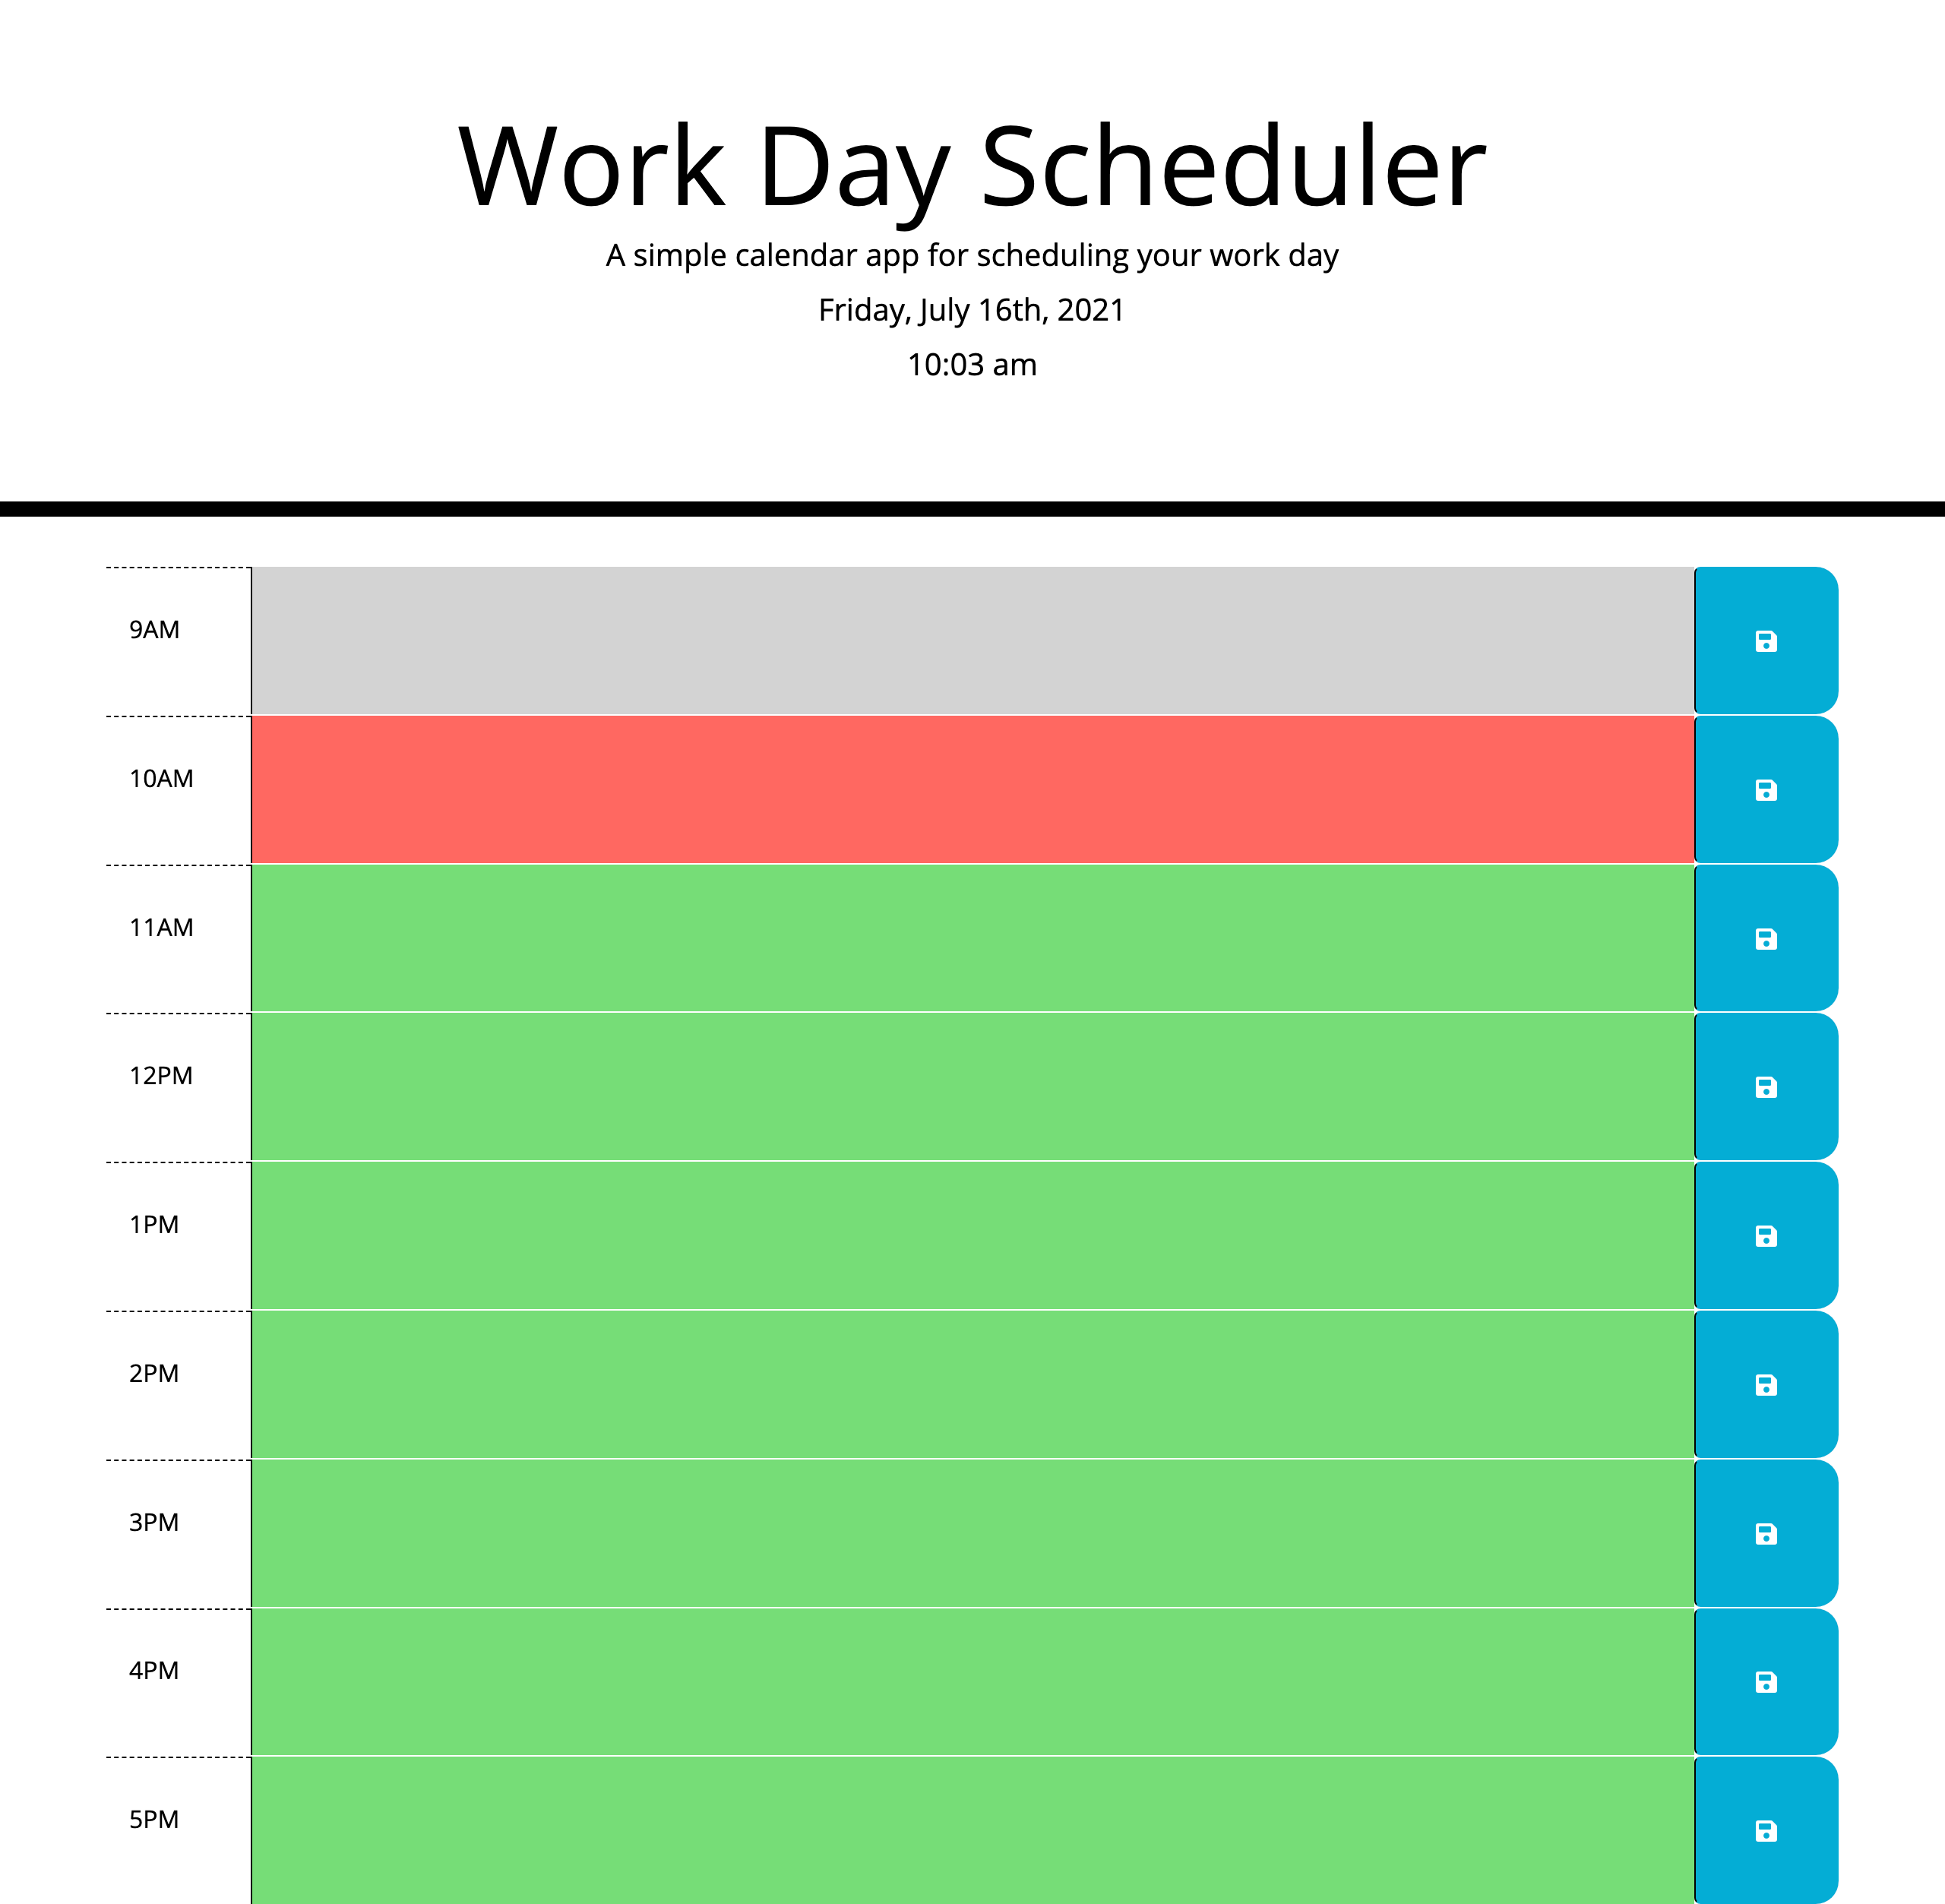 Work Day Scheduler
A simple calendar app for scheduling your work day
Friday, July 16th, 2021
10:03 am
9AM
10AM
11AM
12PM
1PM
2PM
3PM
4PM
5PM